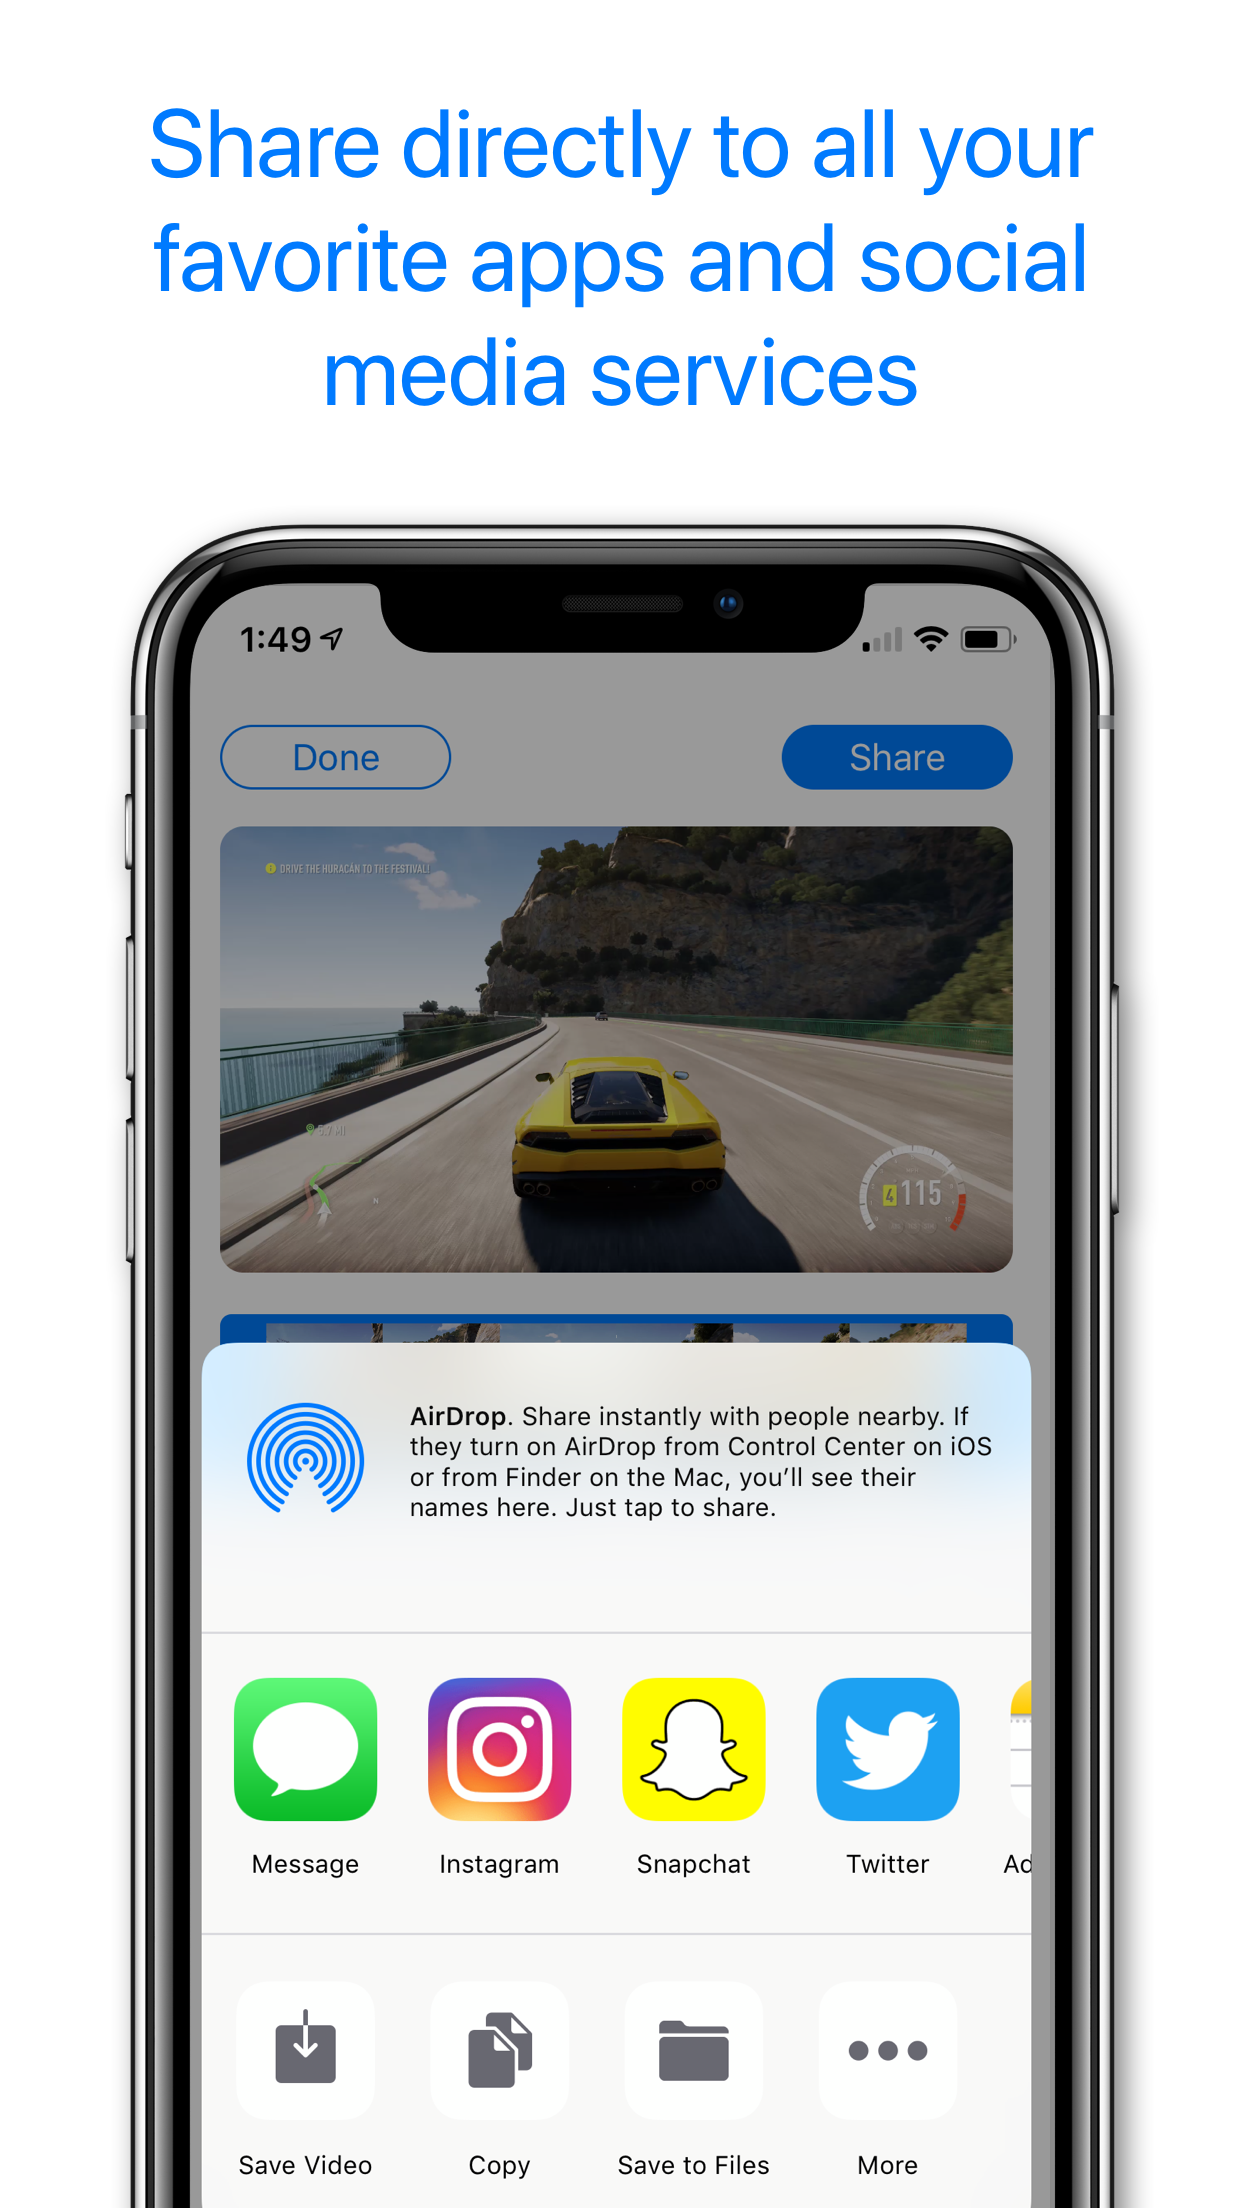 Share directly to all your
favorite apps and social
media services
1:49
Done
Share
DRIVE THE HURACÁN TO THE FESTIVAL!
5.7 MI
N
4 115
AirDrop. Share instantly with people nearby. If
they turn on AirDrop from Control Center on iOS
or from Finder on the Mac, you'll see their
names here. Just tap to share.
Message
Instagram
Snapchat
Twitter
Ad
Save Video
Copy
Save to Files
More